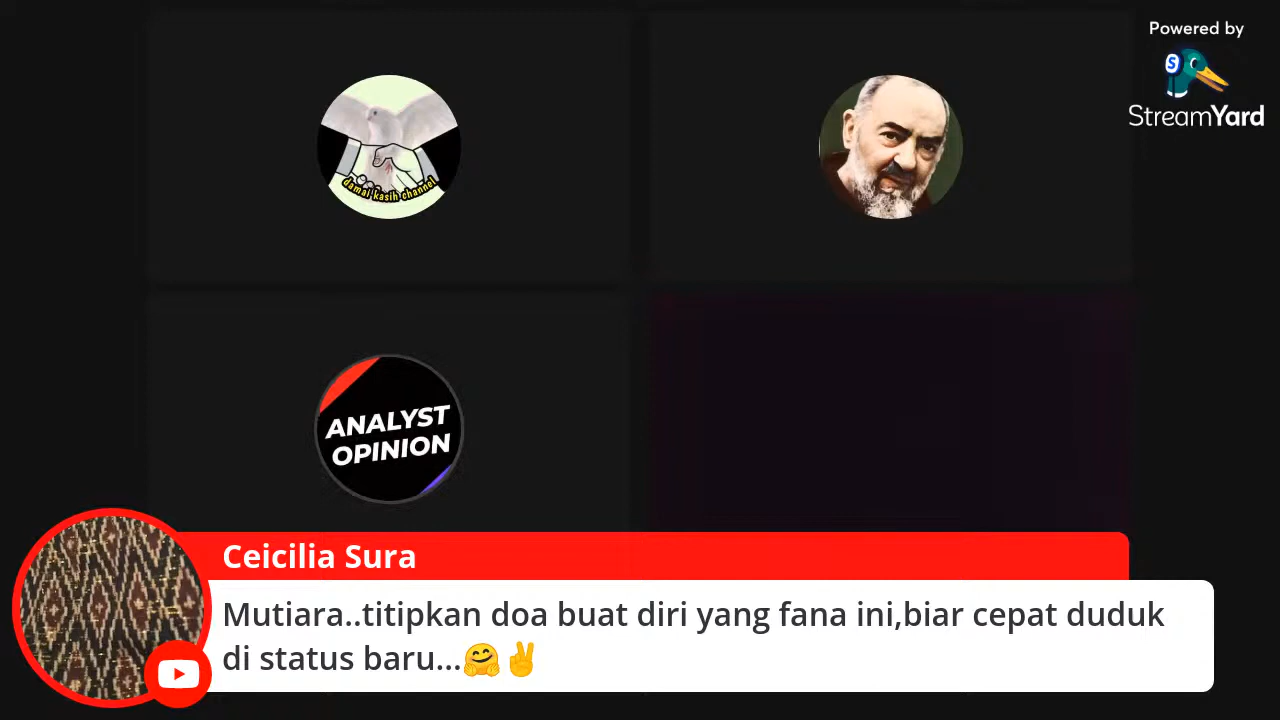 Powered by
S
StreamYard
damai kasih channel
ANALYST
OPINION
Ceicilia Sura
Mutiara..titipkan doa buat diri yang fana ini,biar cepat duduk
di status baru...🤗✌️